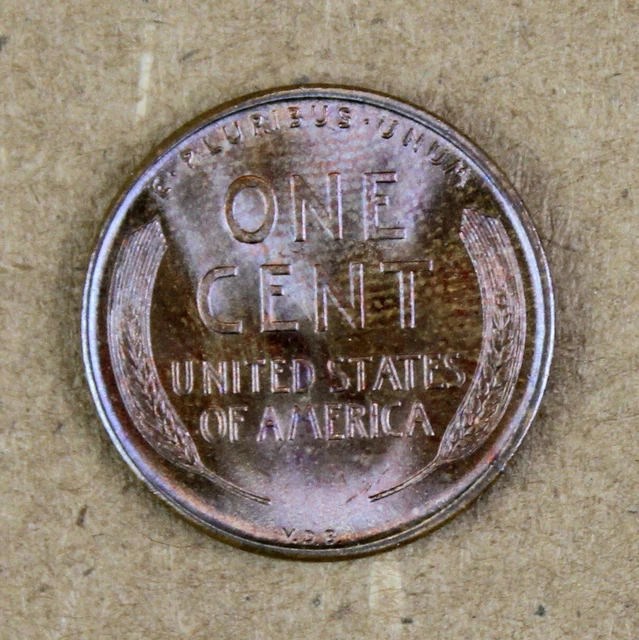 E·PLURIBUS·UNUM
ONE
CENT
UNITED STATES
OF AMERICA
V.D.B.